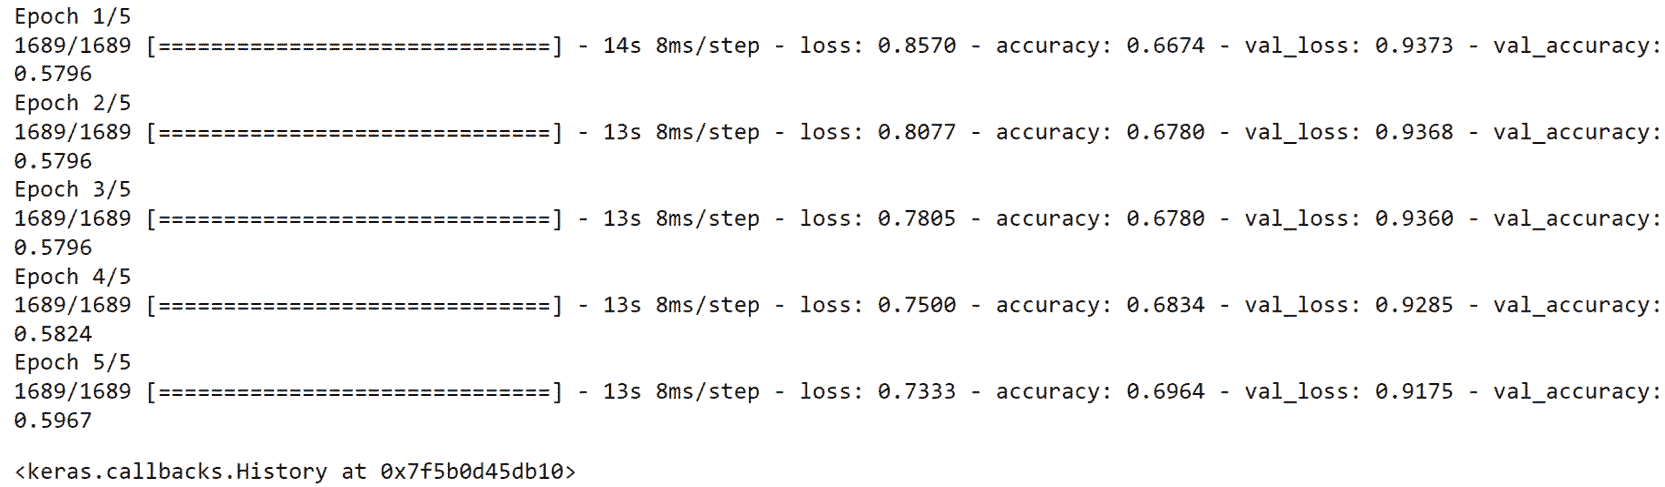 Epoch 1/5
1689/1689 [==============================] - 14s 8ms/step - loss: 0.8570 - accuracy: 0.6674 - val_loss: 0.9373 - val_accuracy:
0.5796
Epoch 2/5
1689/1689 [==============================] - 13s 8ms/step - loss: 0.8077 - accuracy: 0.6780 - val_loss: 0.9368 - val_accuracy:
0.5796
Epoch 3/5
1689/1689 [==============================] - 13s 8ms/step - loss: 0.7805 - accuracy: 0.6780 - val_loss: 0.9360 - val_accuracy:
0.5796
Epoch 4/5
1689/1689 [==============================] - 13s 8ms/step - loss: 0.7500 - accuracy: 0.6834 - val_loss: 0.9285 - val_accuracy:
0.5824
Epoch 5/5
1689/1689 [==============================] - 13s 8ms/step - loss: 0.7333 - accuracy: 0.6964 - val_loss: 0.9175 - val_accuracy:
0.5967
<keras.callbacks.History at 0x7f5b0d45db10>